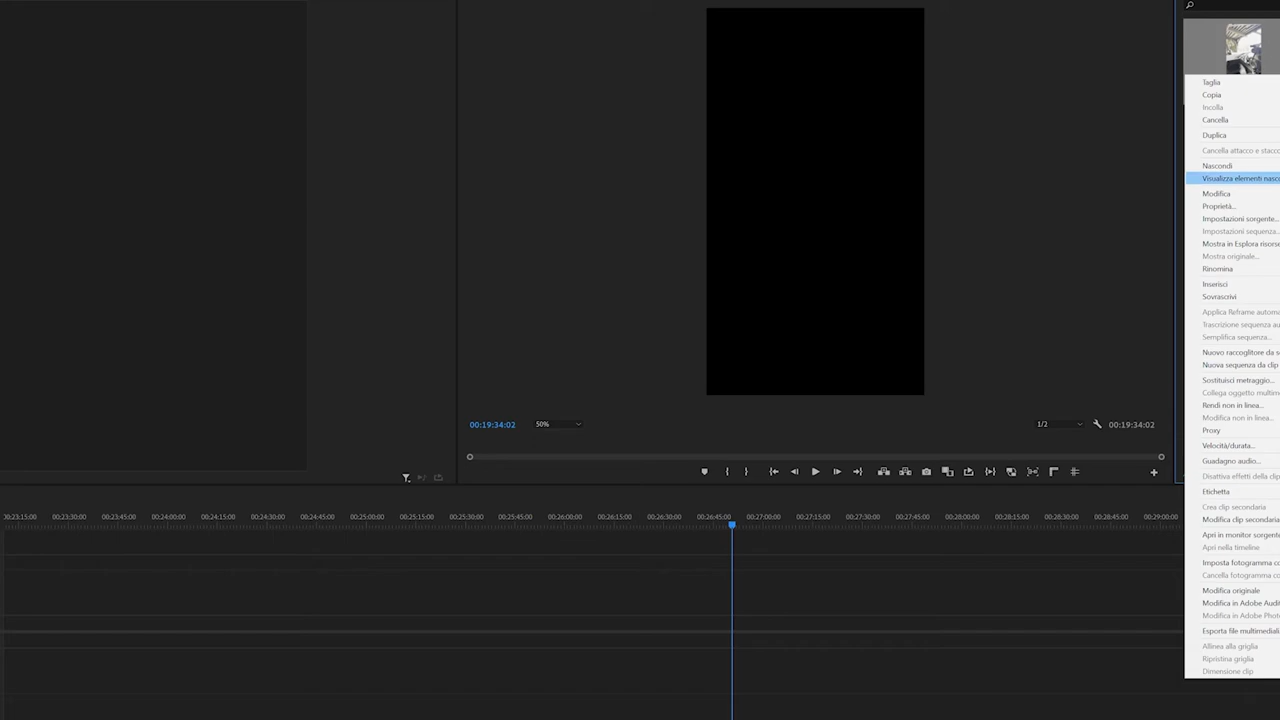 Taglia
Copia
Incolla
Cancella
Duplica
Cancella attacco e stacco
Nascondi
Visualizza elementi nasco
Modifica
Proprietà...
Impostazioni sorgente...
Impostazioni sequenza...
Mostra in Esplora risorse
Mostra originale...
Rinomina
Inserisci
Sovrascrivi
Applica Reframe automa
Trascrizione sequenza au
Semplifica sequenza...
Nuovo raccoglitore da s
Nuova sequenza da clip
Sostituisci metraggio...
Collega oggetto multime
Rendi non in linea...
Modifica non in linea...
Proxy
Velocità/durata...
Guadagno audio...
Disattiva effetti della clip
Etichetta
Crea clip secondaria
Modifica clip secondaria
Apri in monitor sorgente
Apri nella timeline
Imposta fotogramma co
Cancella fotogramma co
Modifica originale
Modifica in Adobe Audit
Modifica in Adobe Photo
Esporta file multimediali
Allinea alla griglia
Ripristina griglia
Dimensione clip
00:19:34:02 50% 1/2 00:19:34:02
00:23:15:00 00:23:30:00 00:23:45:00 00:24:00:00 00:24:15:00 00:24:30:00 00:24:45:00 00:25:00:00 00:25:15:00 00:25:30:00 00:25:45:00 00:26:00:00 00:26:15:00 00:26:30:00 00:26:45:00 00:27:00:00 00:27:15:00 00:27:30:00 00:27:45:00 00:28:00:00 00:28:15:00 00:28:30:00 00:28:45:00 00:29:00:00